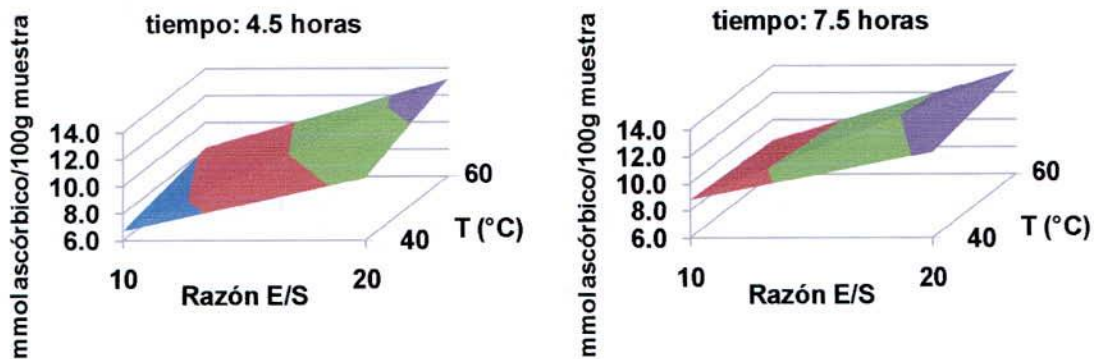 tiempo: 4.5 horas
mmol ascórbico/100g muestra
14.0
12.0
10.0
8.0
6.0
10
20
Razón E/S
40
60
T (°C)
tiempo: 7.5 horas
mmol ascórbico/100g muestra
14.0
12.0
10.0
8.0
6.0
10
20
Razón E/S
40
60
T (°C)